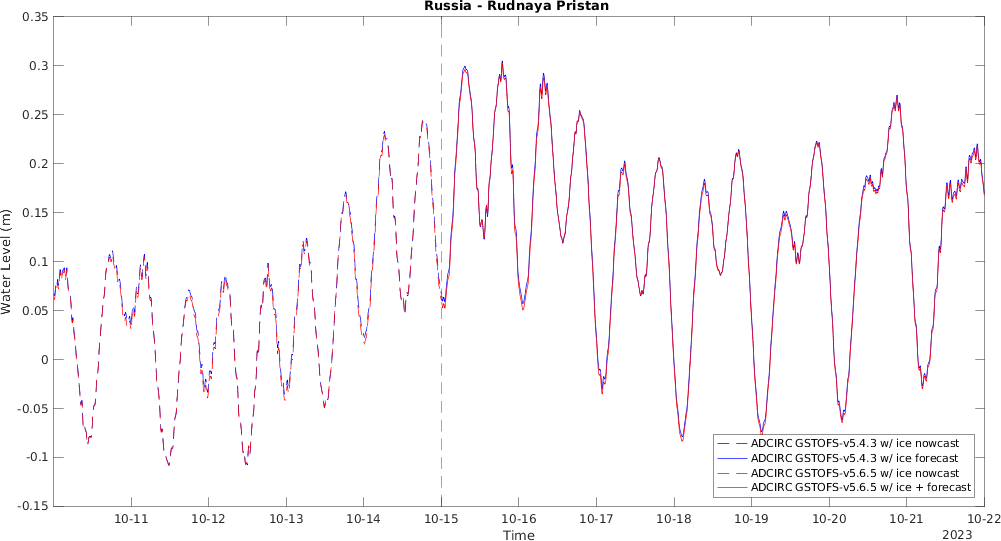 Russia - Rudnaya Pristan
0.35
0.3
0.25
0.2
0.15
0.1
0.05
0
-0.05
-0.1
-0.15
Water Level (m)
ADCIRC GSTOFS-v5.4.3 w/ ice nowcast
ADCIRC GSTOFS-v5.4.3 w/ ice forecast
ADCIRC GSTOFS-v5.6.5 w/ ice nowcast
ADCIRC GSTOFS-v5.6.5 w/ ice + forecast
10-11 10-12 10-13 10-14 10-15 10-16 10-17 10-18 10-19 10-20 10-21 10-22
Time
2023